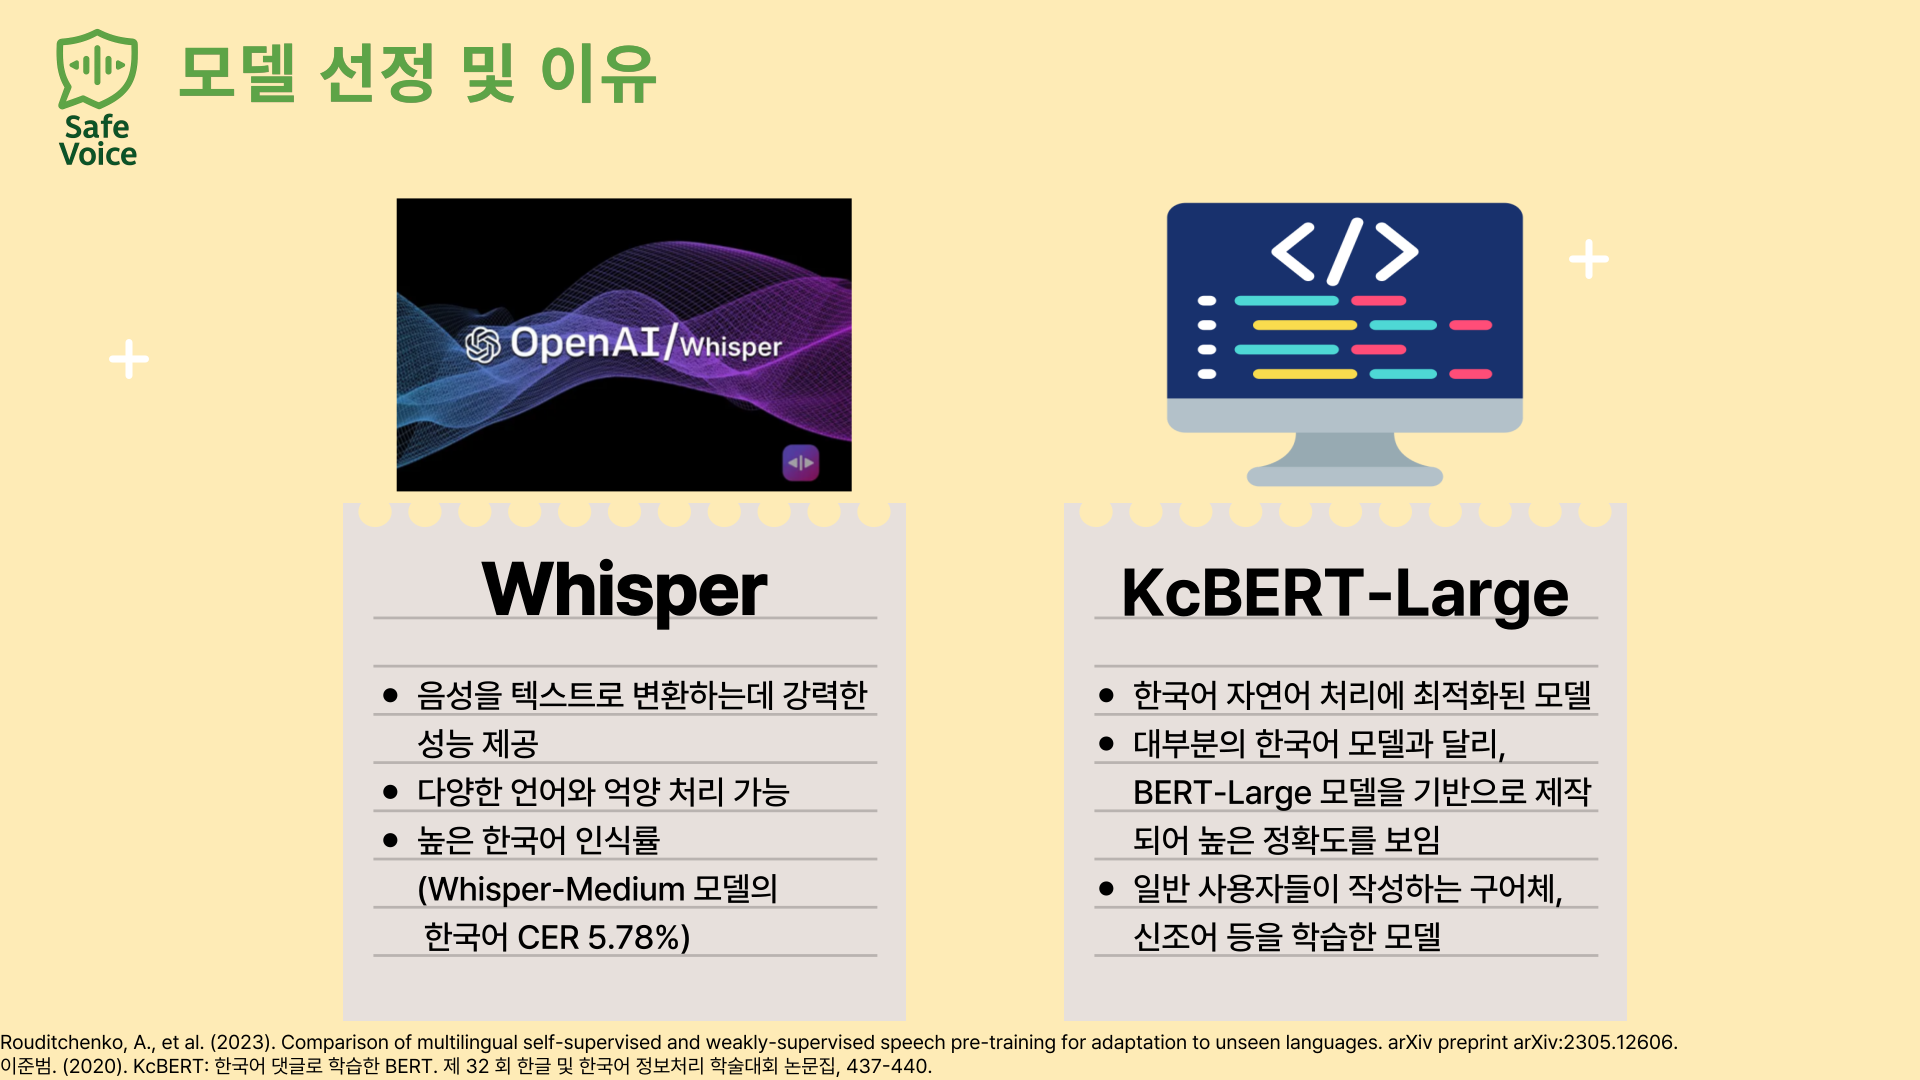 모델 선정 및 이유
Safe
Voice
OpenAI/Whisper
</>
Whisper
• 음성을 텍스트로 변환하는데 강력한
성능 제공
• 다양한 언어와 억양 처리 가능
• 높은 한국어 인식률
(Whisper-Medium 모델의
한국어 CER 5.78%)
KcBERT-Large
• 한국어 자연어 처리에 최적화된 모델
• 대부분의 한국어 모델과 달리,
BERT-Large 모델을 기반으로 제작
되어 높은 정확도를 보임
• 일반 사용자들이 작성하는 구어체,
신조어 등을 학습한 모델
Rouditchenko, A., et al. (2023). Comparison of multilingual self-supervised and weakly-supervised speech pre-training for adaptation to unseen languages. arXiv preprint arXiv:2305.12606.
이준범. (2020). KcBERT: 한국어 댓글로 학습한 BERT. 제 32 회 한글 및 한국어 정보처리 학술대회 논문집, 437-440.